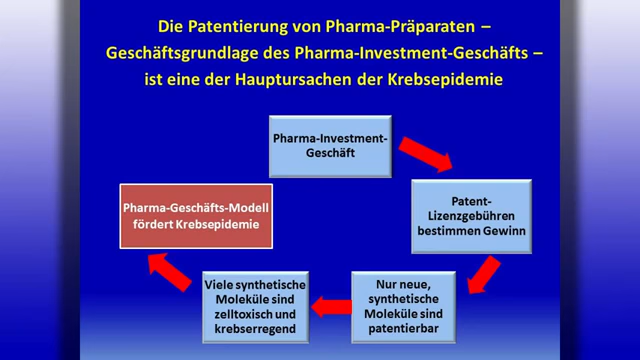 Die Patentierung von Pharma-Präparaten –
Geschäftsgrundlage des Pharma-Investment-Geschäfts –
ist eine der Hauptursachen der Krebsepidemie
Pharma-Investment-
Geschäft
Patent-
Lizenzgebühren
bestimmen Gewinn
Nur neue,
synthetische
Moleküle sind
patentierbar
Viele synthetische
Moleküle sind
zelltoxisch und
krebserregend
Pharma-Geschäfts-Modell
fördert Krebsepidemie